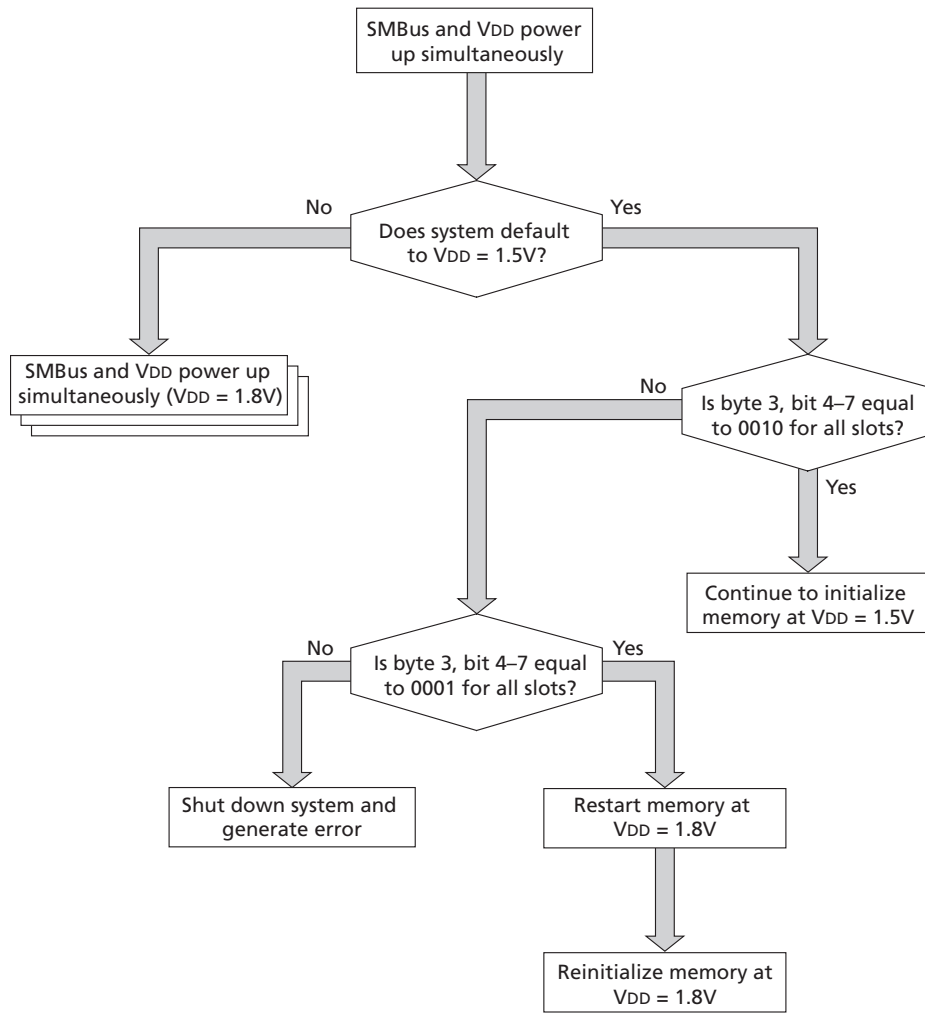 SMBus and VDD power
up simultaneously
No
Yes
Does system default
to VDD = 1.5V?
SMBus and VDD power up
simultaneously (VDD = 1.8V)
No
Is byte 3, bit 4–7 equal
to 0010 for all slots?
Yes
Continue to initialize
memory at VDD = 1.5V
No
Yes
Is byte 3, bit 4–7 equal
to 0001 for all slots?
Shut down system and
generate error
Restart memory at
VDD = 1.8V
Reinitialize memory at
VDD = 1.8V